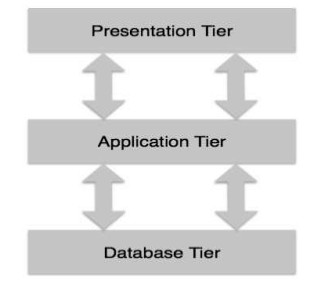 Presentation Tier
Application Tier
Database Tier